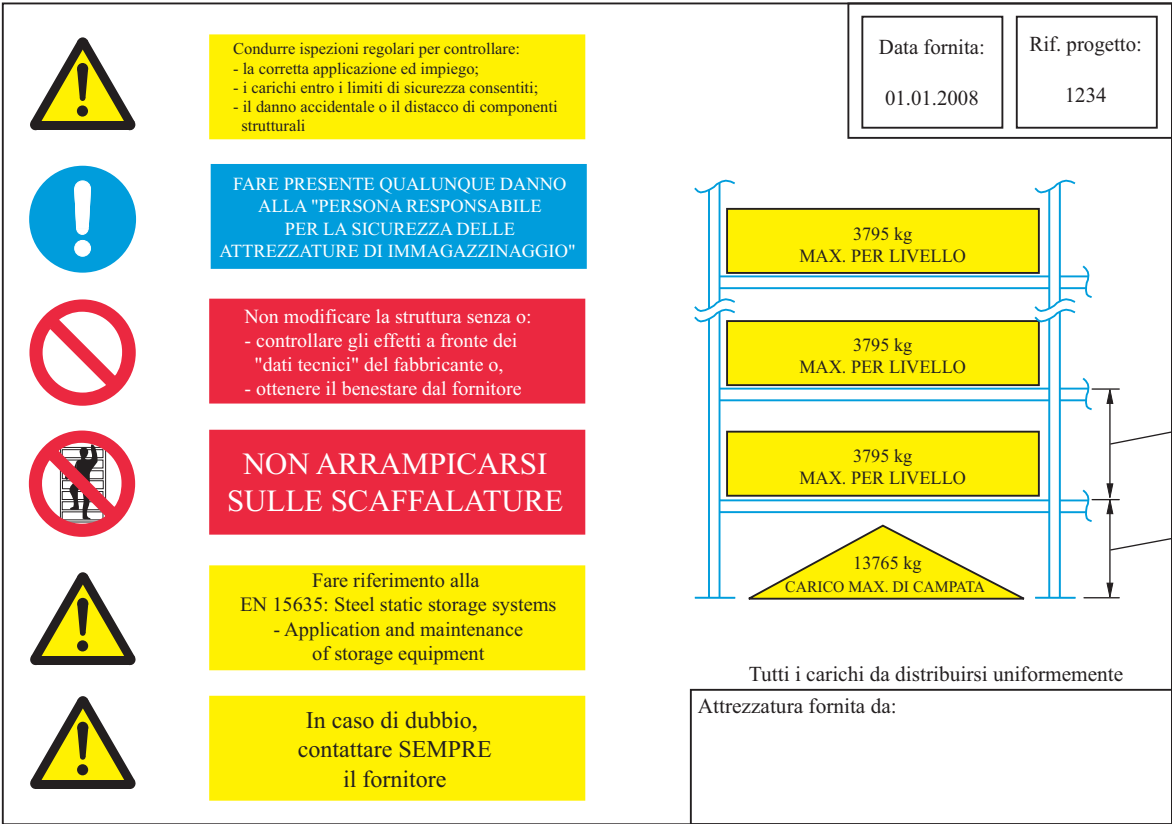 Condurre ispezioni regolari per controllare:
- la corretta applicazione ed impiego;
- i carichi entro i limiti di sicurezza consentiti;
- il danno accidentale o il distacco di componenti
strutturali
FARE PRESENTE QUALUNQUE DANNO
ALLA "PERSONA RESPONSABILE
PER LA SICUREZZA DELLE
ATTREZZATURE DI IMMAGAZZINAGGIO"
Non modificare la struttura senza o:
- controllare gli effetti a fronte dei
"dati tecnici" del fabbricante o,
- ottenere il benestare dal fornitore
NON ARRAMPICARSI
SULLE SCAFFALATURE
Fare riferimento alla
EN 15635: Steel static storage systems
- Application and maintenance
of storage equipment
In caso di dubbio,
contattare SEMPRE
il fornitore
Data fornita:
01.01.2008
Rif. progetto:
1234
3795 kg
MAX. PER LIVELLO
3795 kg
MAX. PER LIVELLO
3795 kg
MAX. PER LIVELLO
13765 kg
CARICO MAX. DI CAMPATA
Tutti i carichi da distribuirsi uniformemente
Attrezzatura fornita da: